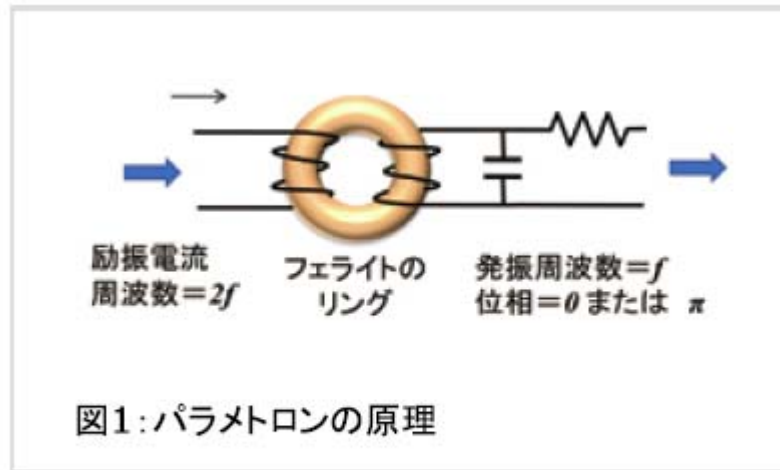 励振電流
周波数＝2f
フェライトの
リング
発振周波数＝f
位相＝0 または π
図1：パラメトロンの原理